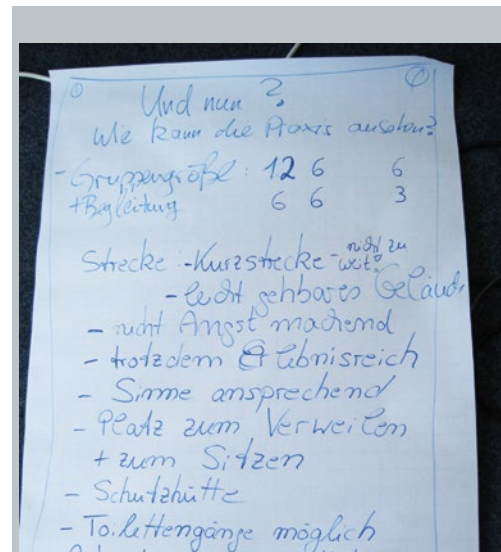 Und nun ?
Wie kann die Praxis aussehen?
- Gruppengröße : 12 6 6
+ Begleitung 6 6 3
Strecke : - Kurzstrecke - nicht zu weit!
- leicht gehbares Gelände
- nicht Angst machend
- trotzdem Erlebnisreich
- Sinne ansprechend
- Platz zum Verweilen
+ zum Sitzen
- Schutzhütte
- Toilettengänge möglich